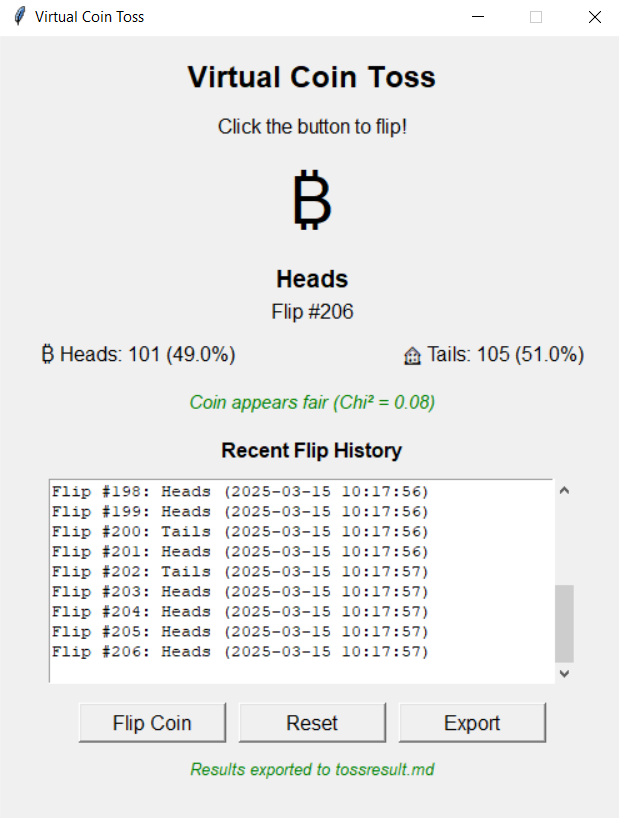 Virtual Coin Toss
Virtual Coin Toss
Click the button to flip!
₿
Heads
Flip #206
₿ Heads: 101 (49.0%)
🏠 Tails: 105 (51.0%)
Coin appears fair (Chi² = 0.08)
Recent Flip History
Flip #198: Heads (2025-03-15 10:17:56)
Flip #199: Heads (2025-03-15 10:17:56)
Flip #200: Tails (2025-03-15 10:17:56)
Flip #201: Heads (2025-03-15 10:17:56)
Flip #202: Tails (2025-03-15 10:17:57)
Flip #203: Heads (2025-03-15 10:17:57)
Flip #204: Heads (2025-03-15 10:17:57)
Flip #205: Heads (2025-03-15 10:17:57)
Flip #206: Heads (2025-03-15 10:17:57)
Flip Coin
Reset
Export
Results exported to tossresult.md